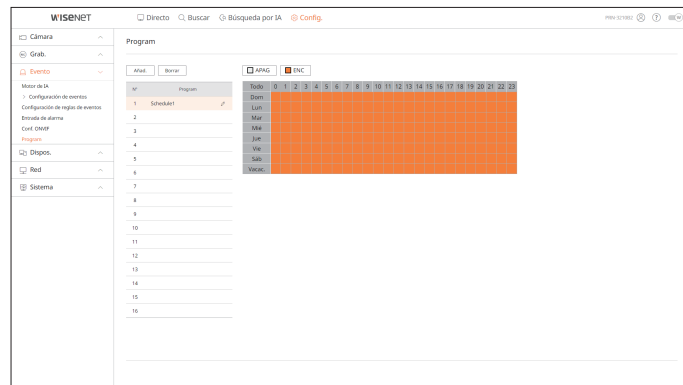 WISENET
Directo Buscar Búsqueda por IA Config.
PRN-3210B2
Cámara
Grab.
Evento
Motor de IA
> Configuración de eventos
Configuración de reglas de eventos
Entrada de alarma
Conf. ONVIF
Program
Dispos.
Red
Sistema
Program
Añad. Borrar
Nº Program
1 Schedule1
2
3
4
5
6
7
8
9
10
11
12
13
14
15
16
APAG ENC
Todo 0 1 2 3 4 5 6 7 8 9 10 11 12 13 14 15 16 17 18 19 20 21 22 23
Dom
Lun
Mar
Mié
Jue
Vie
Sáb
Vacac.